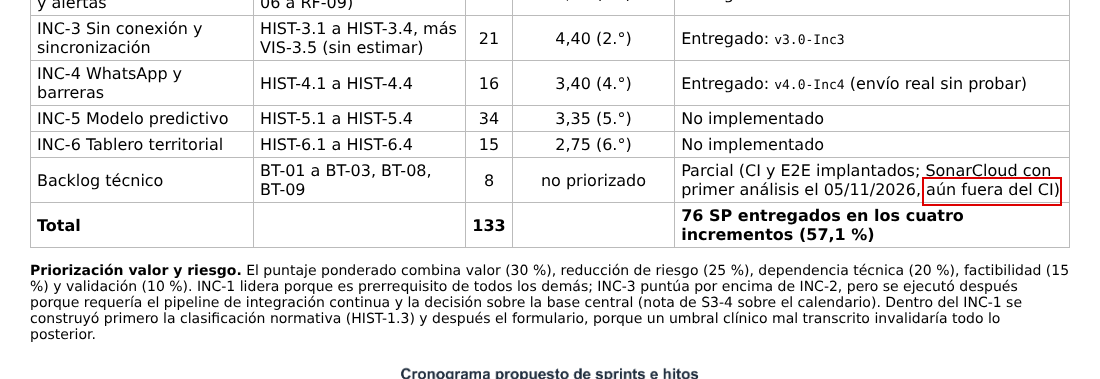 y alertas
06 a RF-09)
INC-3 Sin conexión y
sincronización
HIST-3.1 a HIST-3.4, más
VIS-3.5 (sin estimar)
21
4,40 (2.°)
Entregado: v3.0-Inc3
INC-4 WhatsApp y
barreras
HIST-4.1 a HIST-4.4
16
3,40 (4.°)
Entregado: v4.0-Inc4 (envío real sin probar)
INC-5 Modelo predictivo
HIST-5.1 a HIST-5.4
34
3,35 (5.°)
No implementado
INC-6 Tablero territorial
HIST-6.1 a HIST-6.4
15
2,75 (6.°)
No implementado
Backlog técnico
BT-01 a BT-03, BT-08,
BT-09
8
no priorizado
Parcial (CI y E2E implantados; SonarCloud con
primer análisis el 05/11/2026, aún fuera del CI)
Total
133
76 SP entregados en los cuatro
incrementos (57,1 %)
Priorización valor y riesgo. El puntaje ponderado combina valor (30 %), reducción de riesgo (25 %), dependencia técnica (20 %), factibilidad (15
%) y validación (10 %). INC-1 lidera porque es prerrequisito de todos los demás; INC-3 puntúa por encima de INC-2, pero se ejecutó después
porque requería el pipeline de integración continua y la decisión sobre la base central (nota de S3-4 sobre el calendario). Dentro del INC-1 se
construyó primero la clasificación normativa (HIST-1.3) y después el formulario, porque un umbral clínico mal transcrito invalidaría todo lo
posterior.
Cronograma propuesto de sprints e hitos